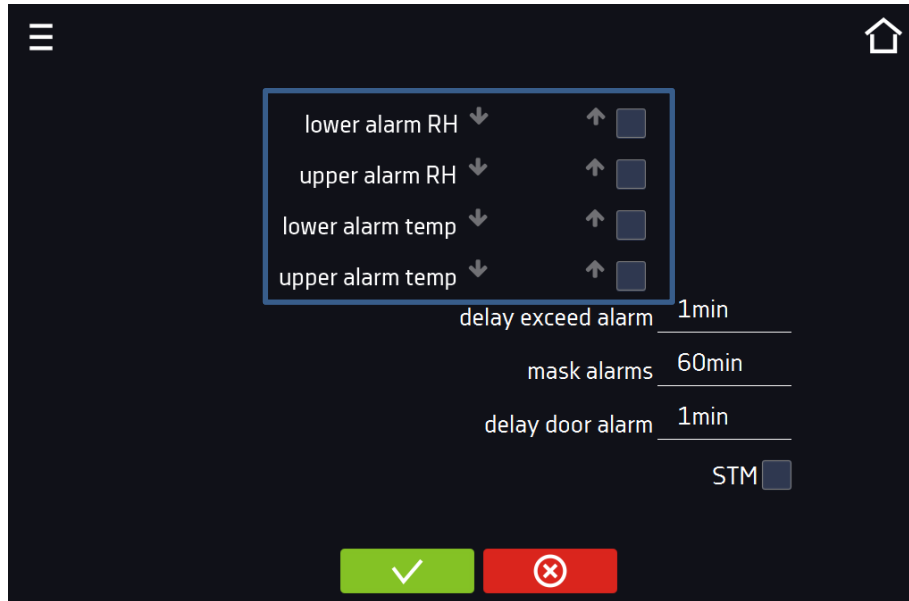 lower alarm RH
upper alarm RH
lower alarm temp
upper alarm temp
delay exceed alarm 1min
mask alarms 60min
delay door alarm 1min
STM